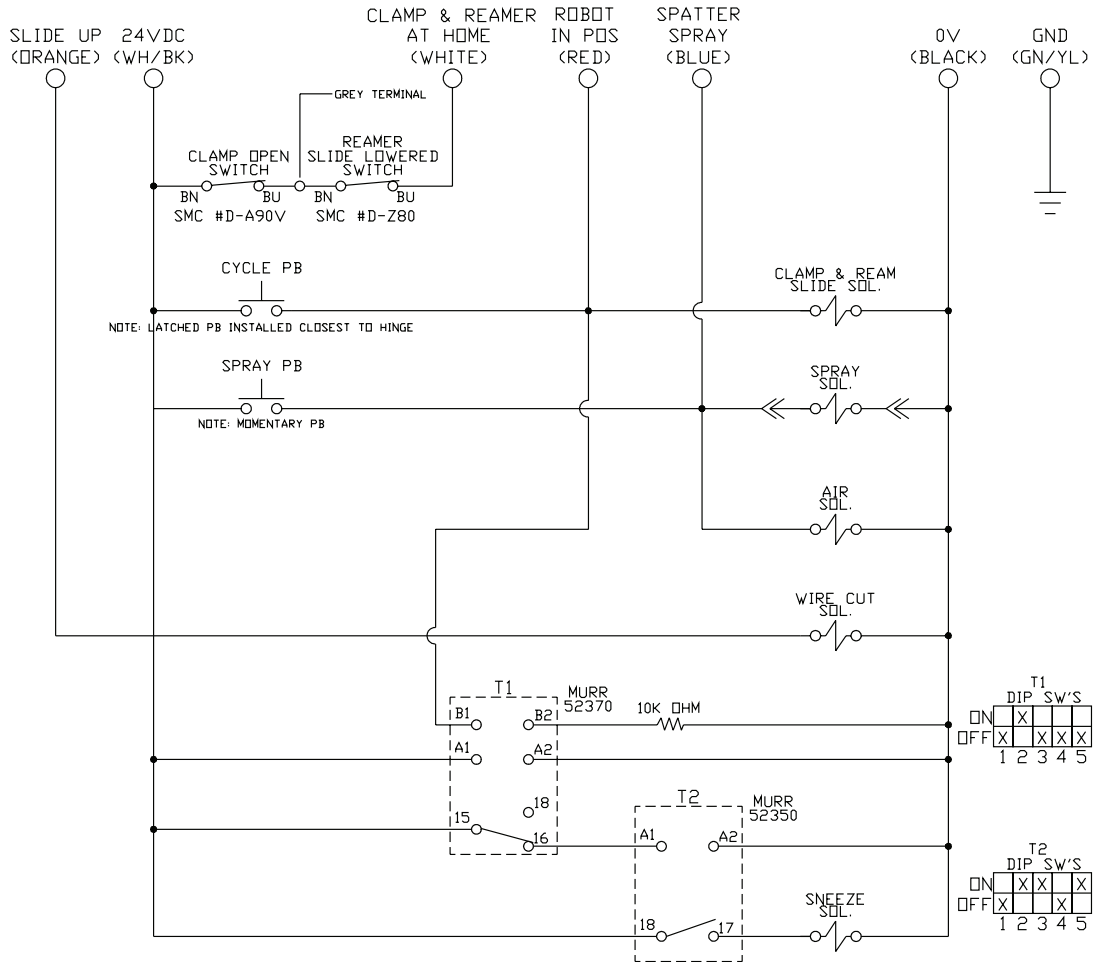 SLIDE UP
(ORANGE)
24VDC
(WH/BK)
CLAMP & REAMER
AT HOME
(WHITE)
ROBOT
IN POS
(RED)
SPATTER
SPRAY
(BLUE)
0V
(BLACK)
GND
(GN/YL)
GREY TERMINAL
CLAMP OPEN
SWITCH
REAMER
SLIDE LOWERED
SWITCH
BN
BU
BN
BU
SMC #D-A90V
SMC #D-Z80
CYCLE PB
NOTE: LATCHED PB INSTALLED CLOSEST TO HINGE
CLAMP & REAM
SLIDE SOL.
SPRAY PB
NOTE: MOMENTARY PB
SPRAY
SOL.
AIR
SOL.
WIRE CUT
SOL.
T1
MURR
52370
B1
B2
10K OHM
A1
A2
18
15
16
T1
DIP SW'S
ON X
OFF X X X X
1 2 3 4 5
T2
MURR
52350
A1
A2
18
17
SNEEZE
SOL.
T2
DIP SW'S
ON X X X
OFF X X
1 2 3 4 5